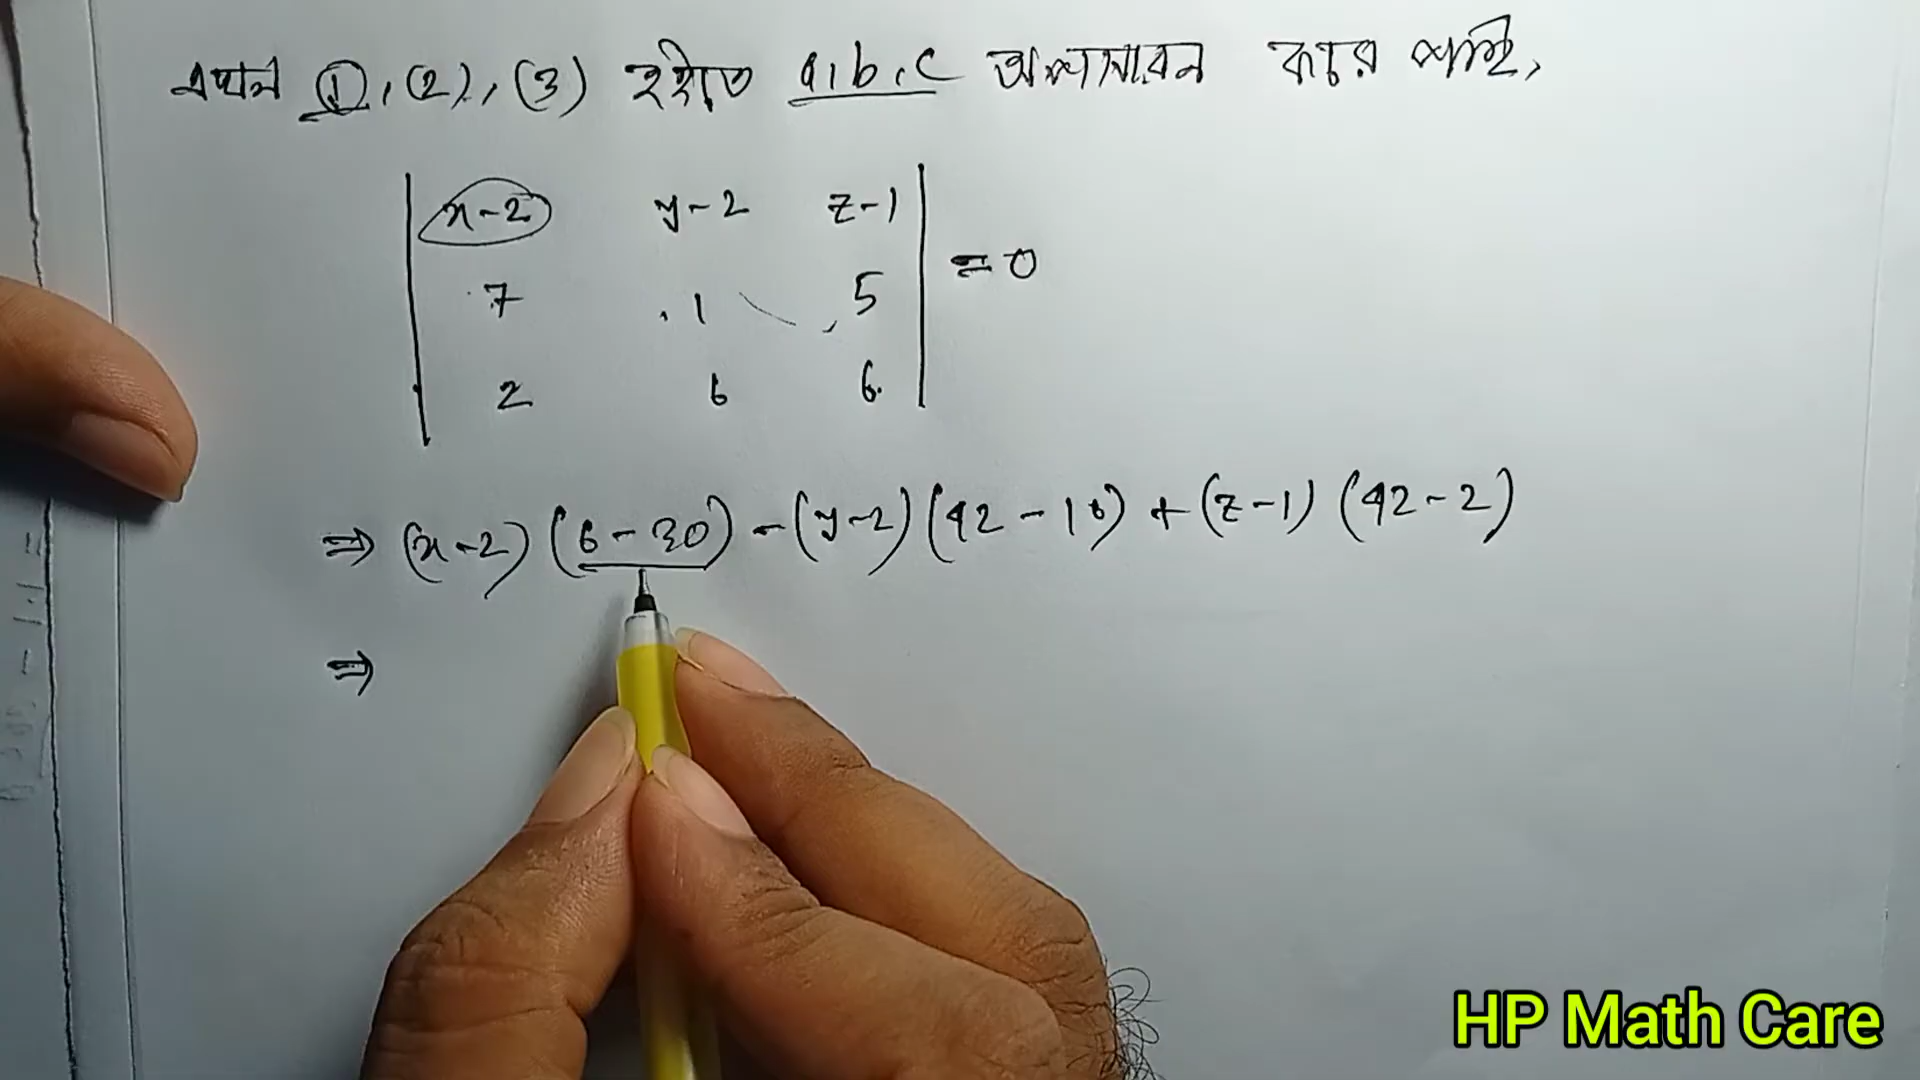 এখন (1), (2), (3) হইতে a, b, c অপসারন করে পাই,
| x-2 y-2 z-1 |
| 7 1 5 | = 0
| 2 6 6 |
⇒ (x-2) (6-30) - (y-2) (42-10) + (z-1) (42-2)
⇒
HP Math Care